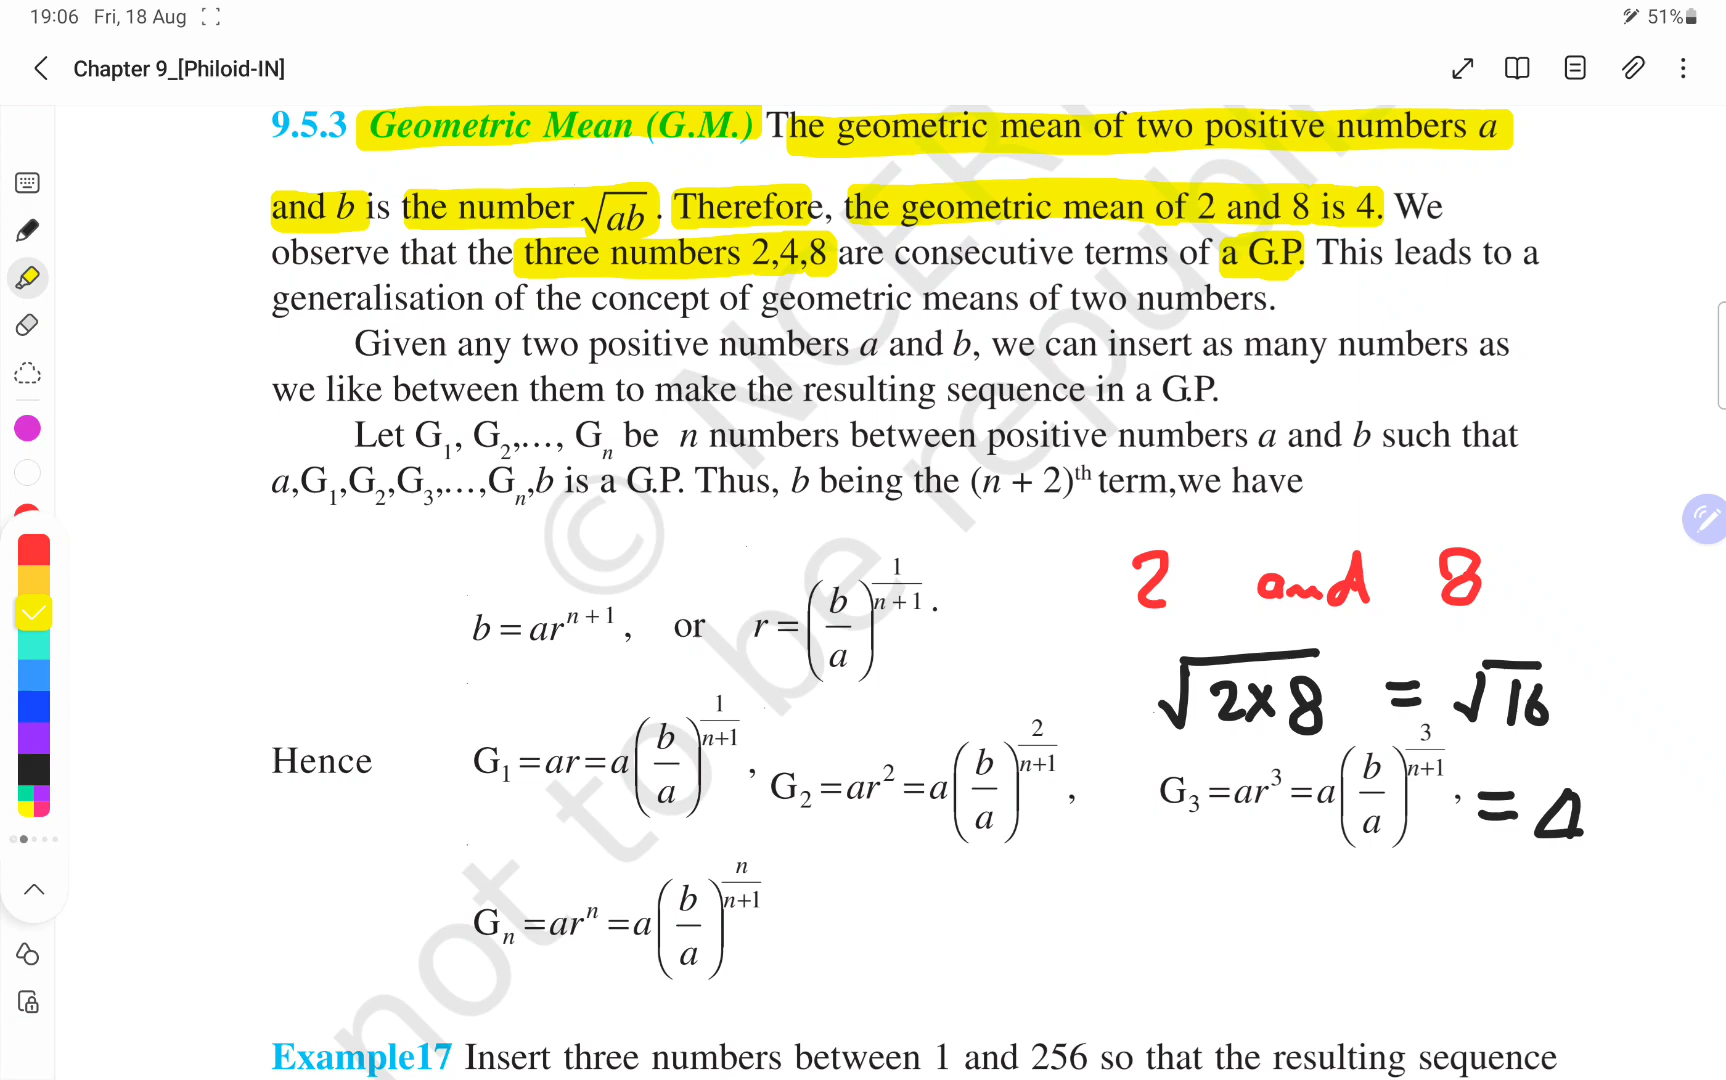 19:06 Fri, 18 Aug
51%
Chapter 9_[Philoid-IN]
9.5.3 Geometric Mean (G.M.) The geometric mean of two positive numbers a
and b is the number √ab . Therefore, the geometric mean of 2 and 8 is 4. We
observe that the three numbers 2,4,8 are consecutive terms of a G.P. This leads to a
generalisation of the concept of geometric means of two numbers.
Given any two positive numbers a and b, we can insert as many numbers as
we like between them to make the resulting sequence in a G.P.
Let G₁, G₂,…, Gₙ be n numbers between positive numbers a and b such that
a,G₁,G₂,G₃,…,Gₙ,b is a G.P. Thus, b being the (n + 2)th term,we have
b = arⁿ⁺¹, or r = (b/a)^(1/(n+1)).
2 and 8
√2×8 = √16
Hence G₁ = ar = a(b/a)^(1/(n+1)), G₂ = ar² = a(b/a)^(2/(n+1)), G₃ = ar³ = a(b/a)^(3/(n+1)),
= 4
Gₙ = arⁿ = a(b/a)^(n/(n+1))
Example17 Insert three numbers between 1 and 256 so that the resulting sequence
© NCERT
not to be republi